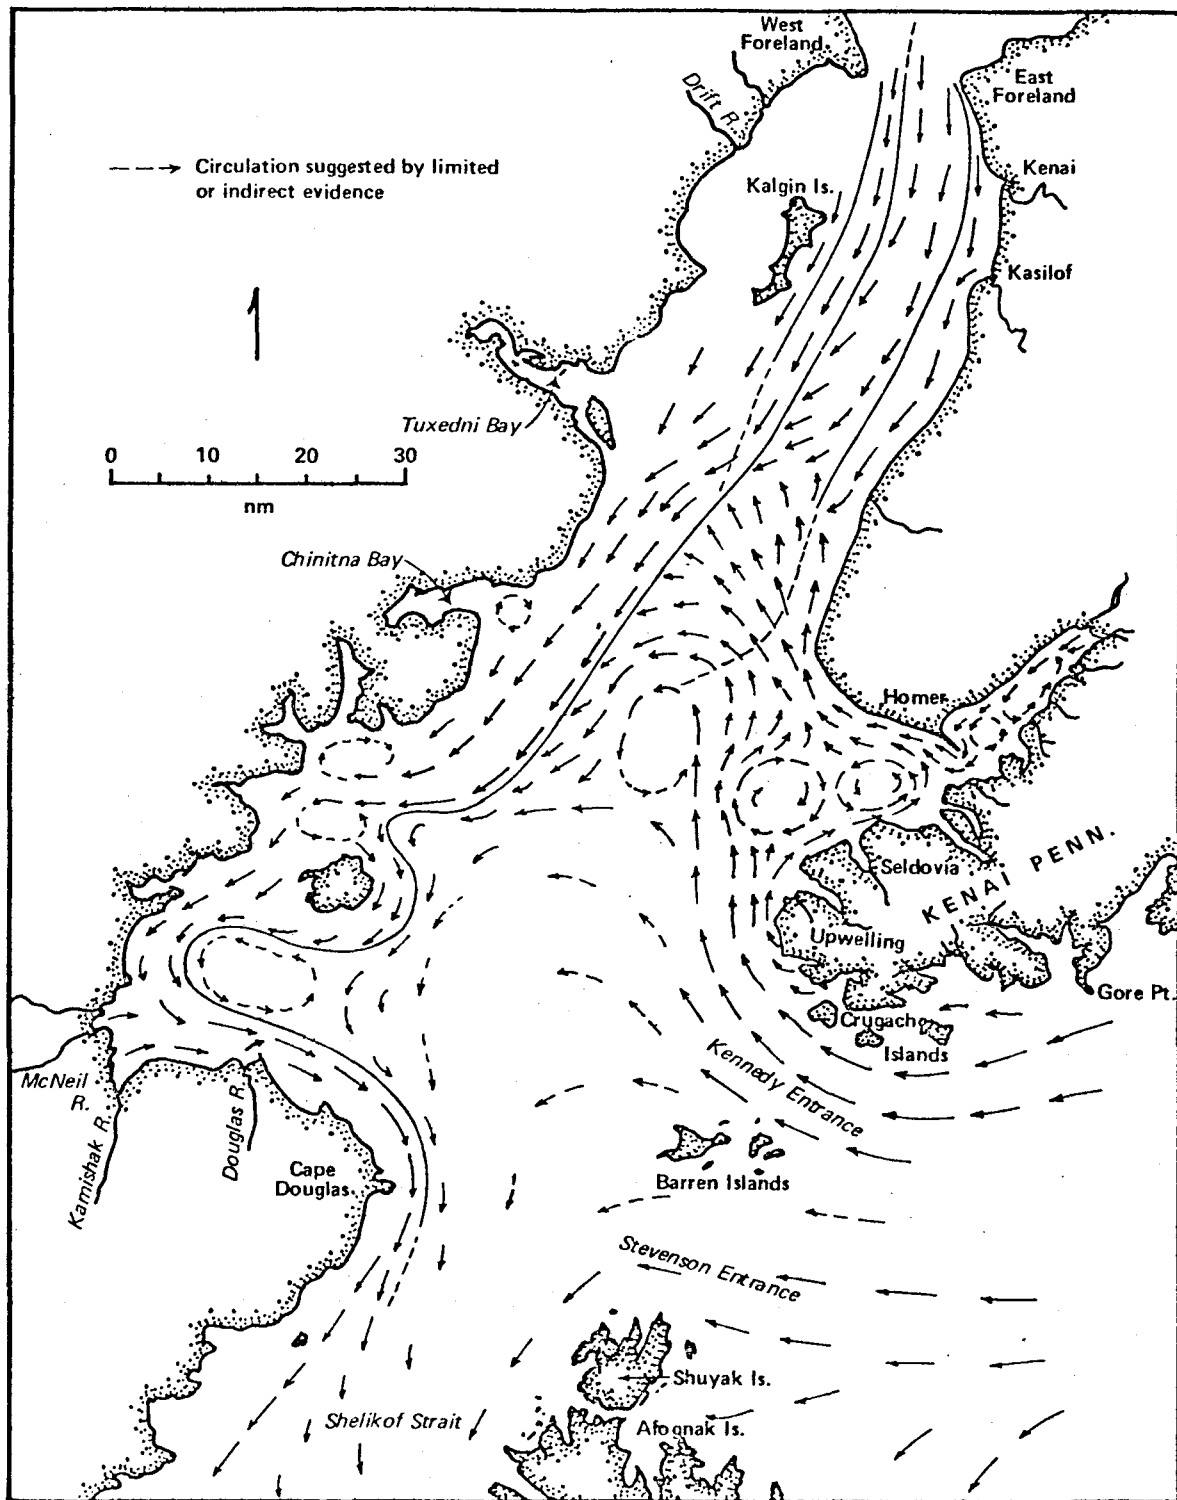 West
Foreland
East
Foreland
Drift R.
Circulation suggested by limited
or indirect evidence
Kenai
Kalgin Is.
Kasilof
Tuxedni Bay
0 10 20 30
nm
Chinitna Bay
Homer
Seldovia
KENAI PENN.
Upwelling
Gore Pt.
Crugach
Islands
Kennedy Entrance
McNeil
R.
Kamishak R.
Douglas R.
Cape
Douglas
Barren Islands
Stevenson Entrance
Shuyak Is.
Shelikof Strait
Afognak Is.